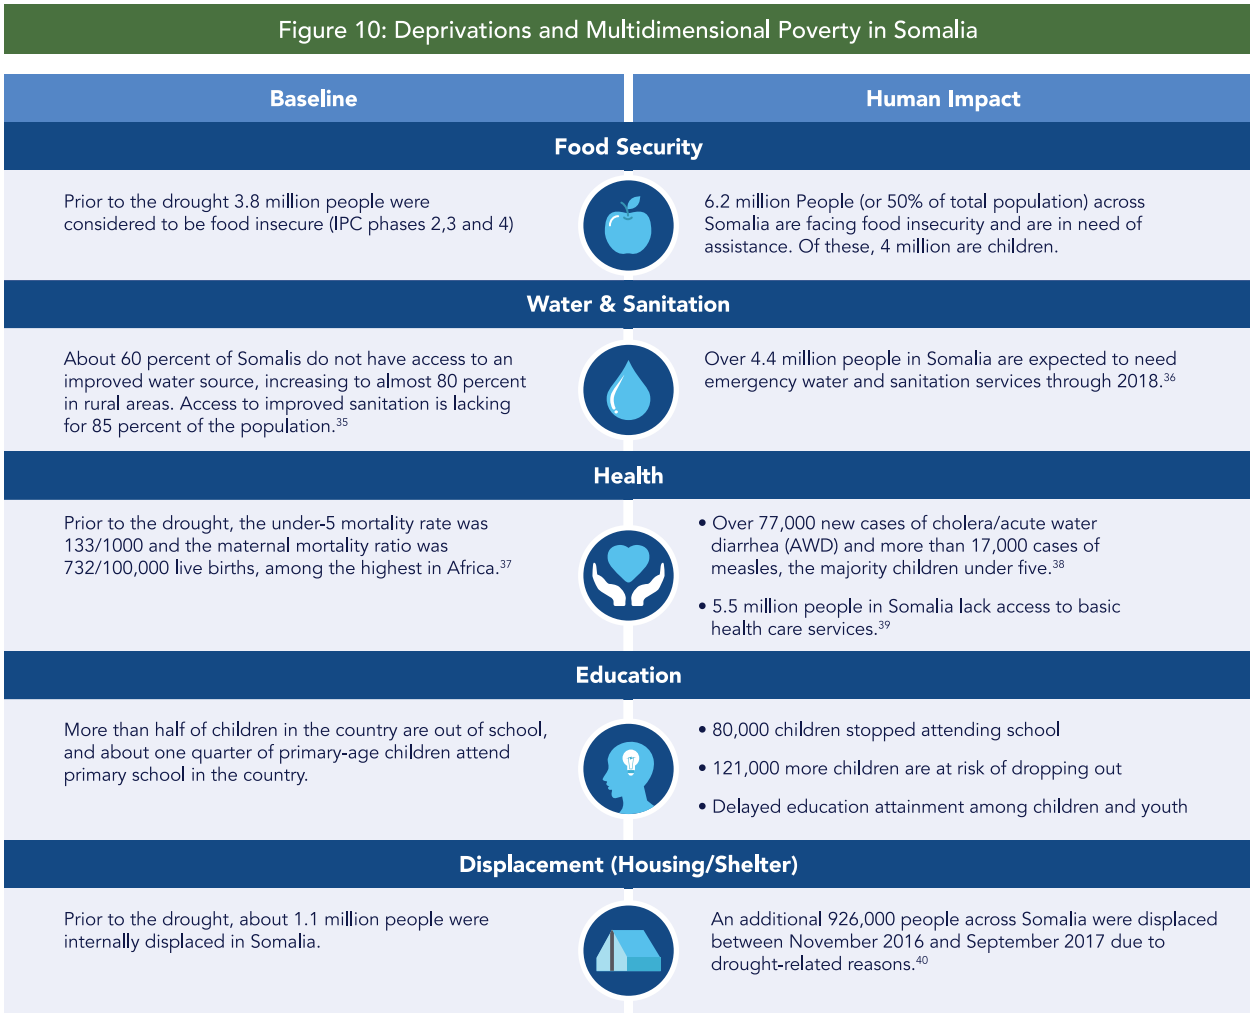 Figure 10: Deprivations and Multidimensional Poverty in Somalia
Baseline
Human Impact
Food Security
Prior to the drought 3.8 million people were
considered to be food insecure (IPC phases 2,3 and 4)
6.2 million People (or 50% of total population) across
Somalia are facing food insecurity and are in need of
assistance. Of these, 4 million are children.
Water & Sanitation
About 60 percent of Somalis do not have access to an
improved water source, increasing to almost 80 percent
in rural areas. Access to improved sanitation is lacking
for 85 percent of the population.35
Over 4.4 million people in Somalia are expected to need
emergency water and sanitation services through 2018.36
Health
Prior to the drought, the under-5 mortality rate was
133/1000 and the maternal mortality ratio was
732/100,000 live births, among the highest in Africa.37
• Over 77,000 new cases of cholera/acute water
diarrhea (AWD) and more than 17,000 cases of
measles, the majority children under five.38
• 5.5 million people in Somalia lack access to basic
health care services.39
Education
More than half of children in the country are out of school,
and about one quarter of primary-age children attend
primary school in the country.
• 80,000 children stopped attending school
• 121,000 more children are at risk of dropping out
• Delayed education attainment among children and youth
Displacement (Housing/Shelter)
Prior to the drought, about 1.1 million people were
internally displaced in Somalia.
An additional 926,000 people across Somalia were displaced
between November 2016 and September 2017 due to
drought-related reasons.40